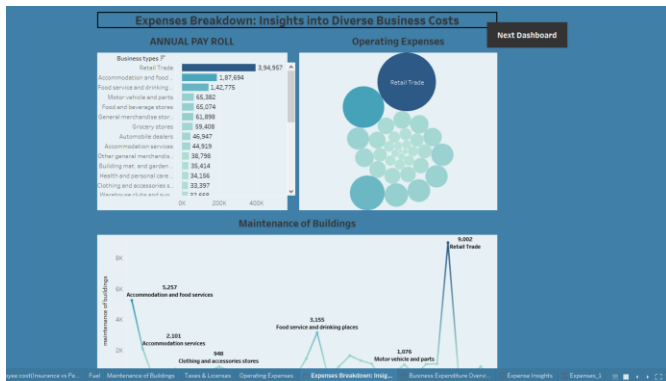 Expenses Breakdown: Insights into Diverse Business Costs
Next Dashboard
ANNUAL PAY ROLL
Operating Expenses
Business types
Retail Trade 3,94,957
Accommodation and food... 1,87,694
Food service and drinking... 1,42,775
Motor vehicle and parts 65,382
Food and beverage stores 65,074
General merchandise stor... 61,898
Grocery stores 59,408
Automobile dealers 46,947
Accommodation services 44,919
Other general merchandis... 38,798
Building mat. and garden... 35,414
Health and personal care... 34,156
Clothing and accessories s... 33,397
0K 200K 400K
Retail Trade
Maintenance of Buildings
maintenance of buildings
8K
6K
4K
2K
5,257
Accommodation and food services
2,101
Accommodation services
948
Clothing and accessories stores
3,155
Food service and drinking places
1,076
Motor vehicle and parts
9,002
Retail Trade
Fuel
Maintenance of Buildings
Taxes & Licenses
Operating Expenses
Expenses Breakdown: Insig...
Business Expenditure Overvi...
Expense Insights
Expenses_1